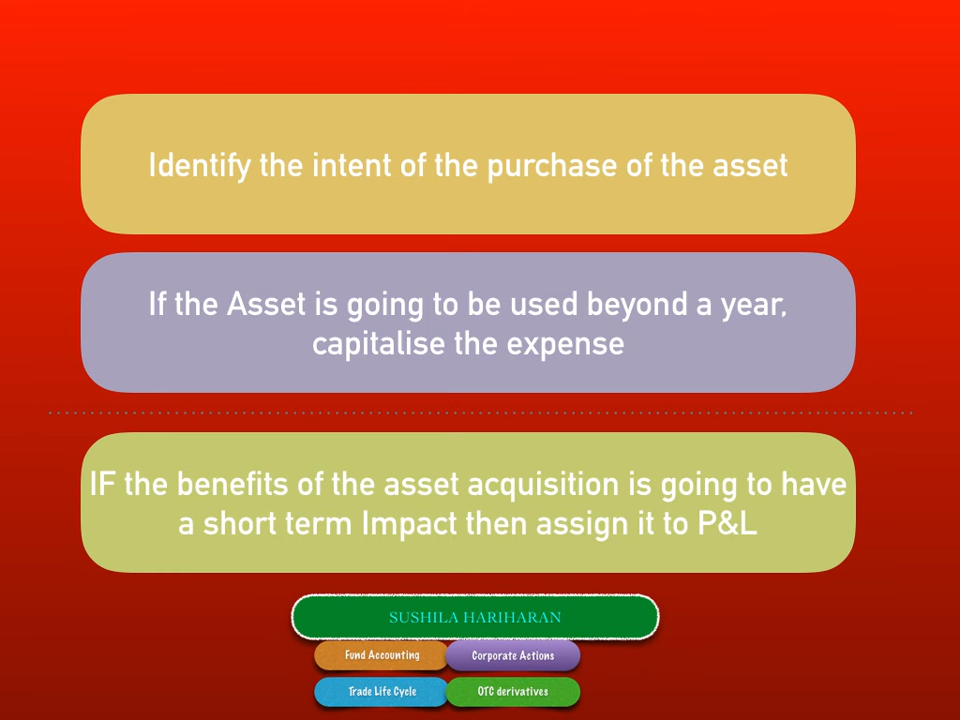 Identify the intent of the purchase of the asset
If the Asset is going to be used beyond a year,
capitalise the expense
IF the benefits of the asset acquisition is going to have
a short term Impact then assign it to P&L
SUSHILA HARIHARAN
Fund Accounting
Corporate Actions
Trade Life Cycle
OTC derivatives